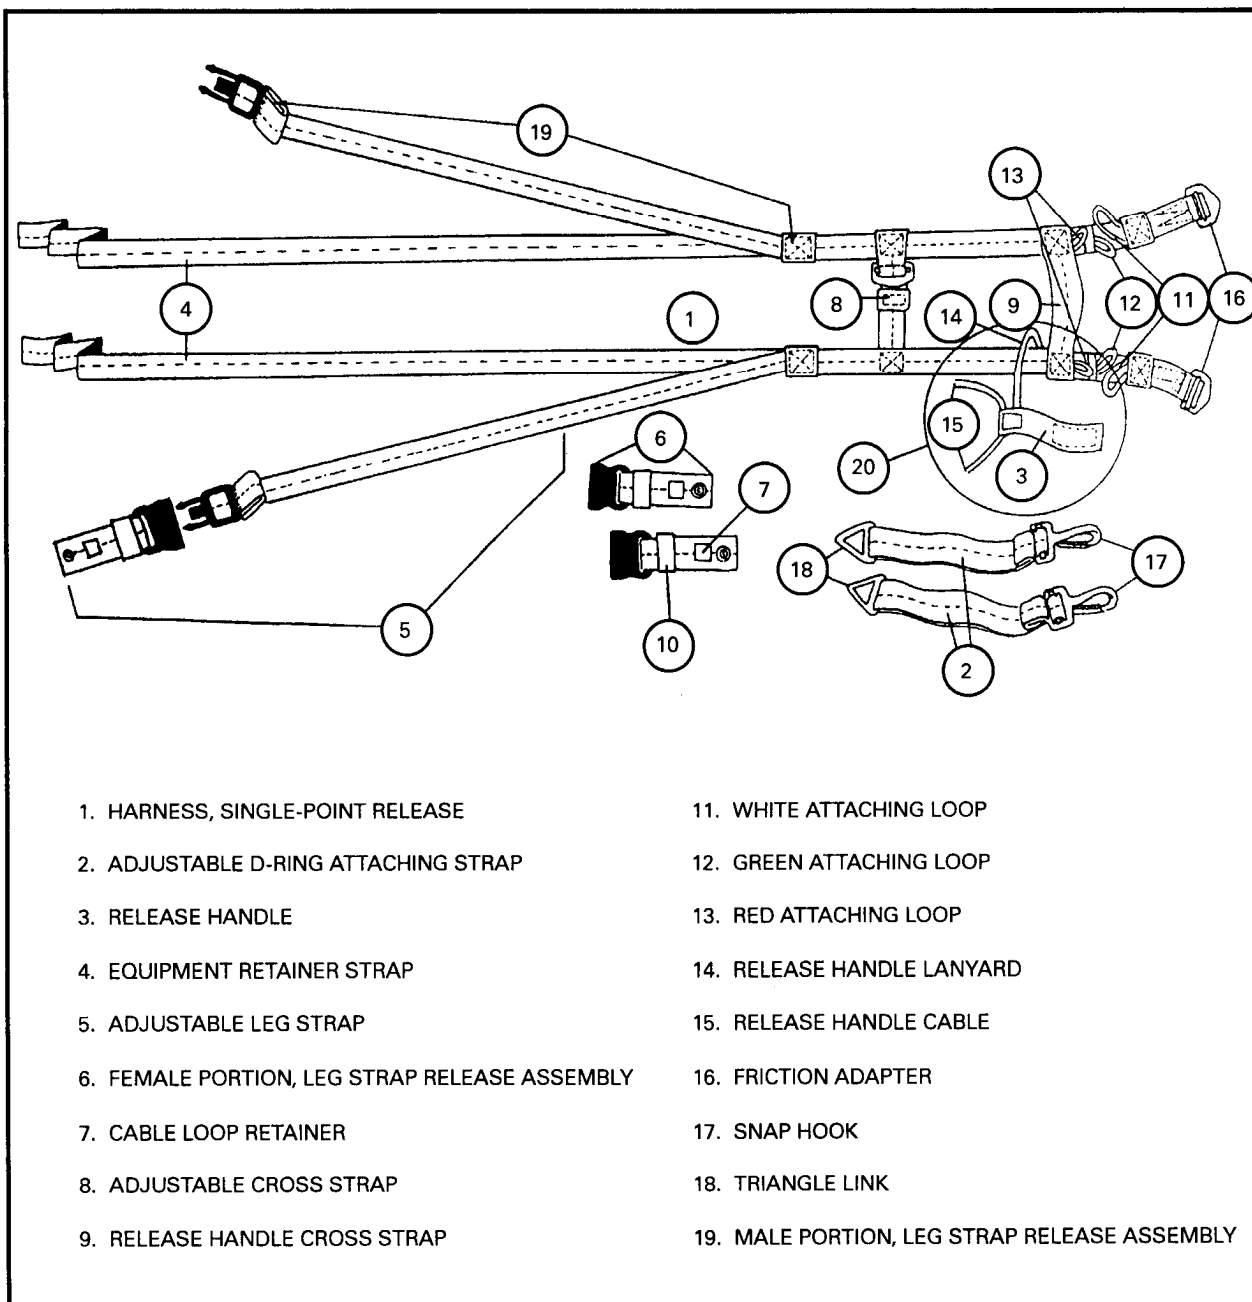 19
13
4
1
8
9
12
11
16
14
15
6
20
3
7
18
17
5
10
2
1. HARNESS, SINGLE-POINT RELEASE
2. ADJUSTABLE D-RING ATTACHING STRAP
3. RELEASE HANDLE
4. EQUIPMENT RETAINER STRAP
5. ADJUSTABLE LEG STRAP
6. FEMALE PORTION, LEG STRAP RELEASE ASSEMBLY
7. CABLE LOOP RETAINER
8. ADJUSTABLE CROSS STRAP
9. RELEASE HANDLE CROSS STRAP
11. WHITE ATTACHING LOOP
12. GREEN ATTACHING LOOP
13. RED ATTACHING LOOP
14. RELEASE HANDLE LANYARD
15. RELEASE HANDLE CABLE
16. FRICTION ADAPTER
17. SNAP HOOK
18. TRIANGLE LINK
19. MALE PORTION, LEG STRAP RELEASE ASSEMBLY